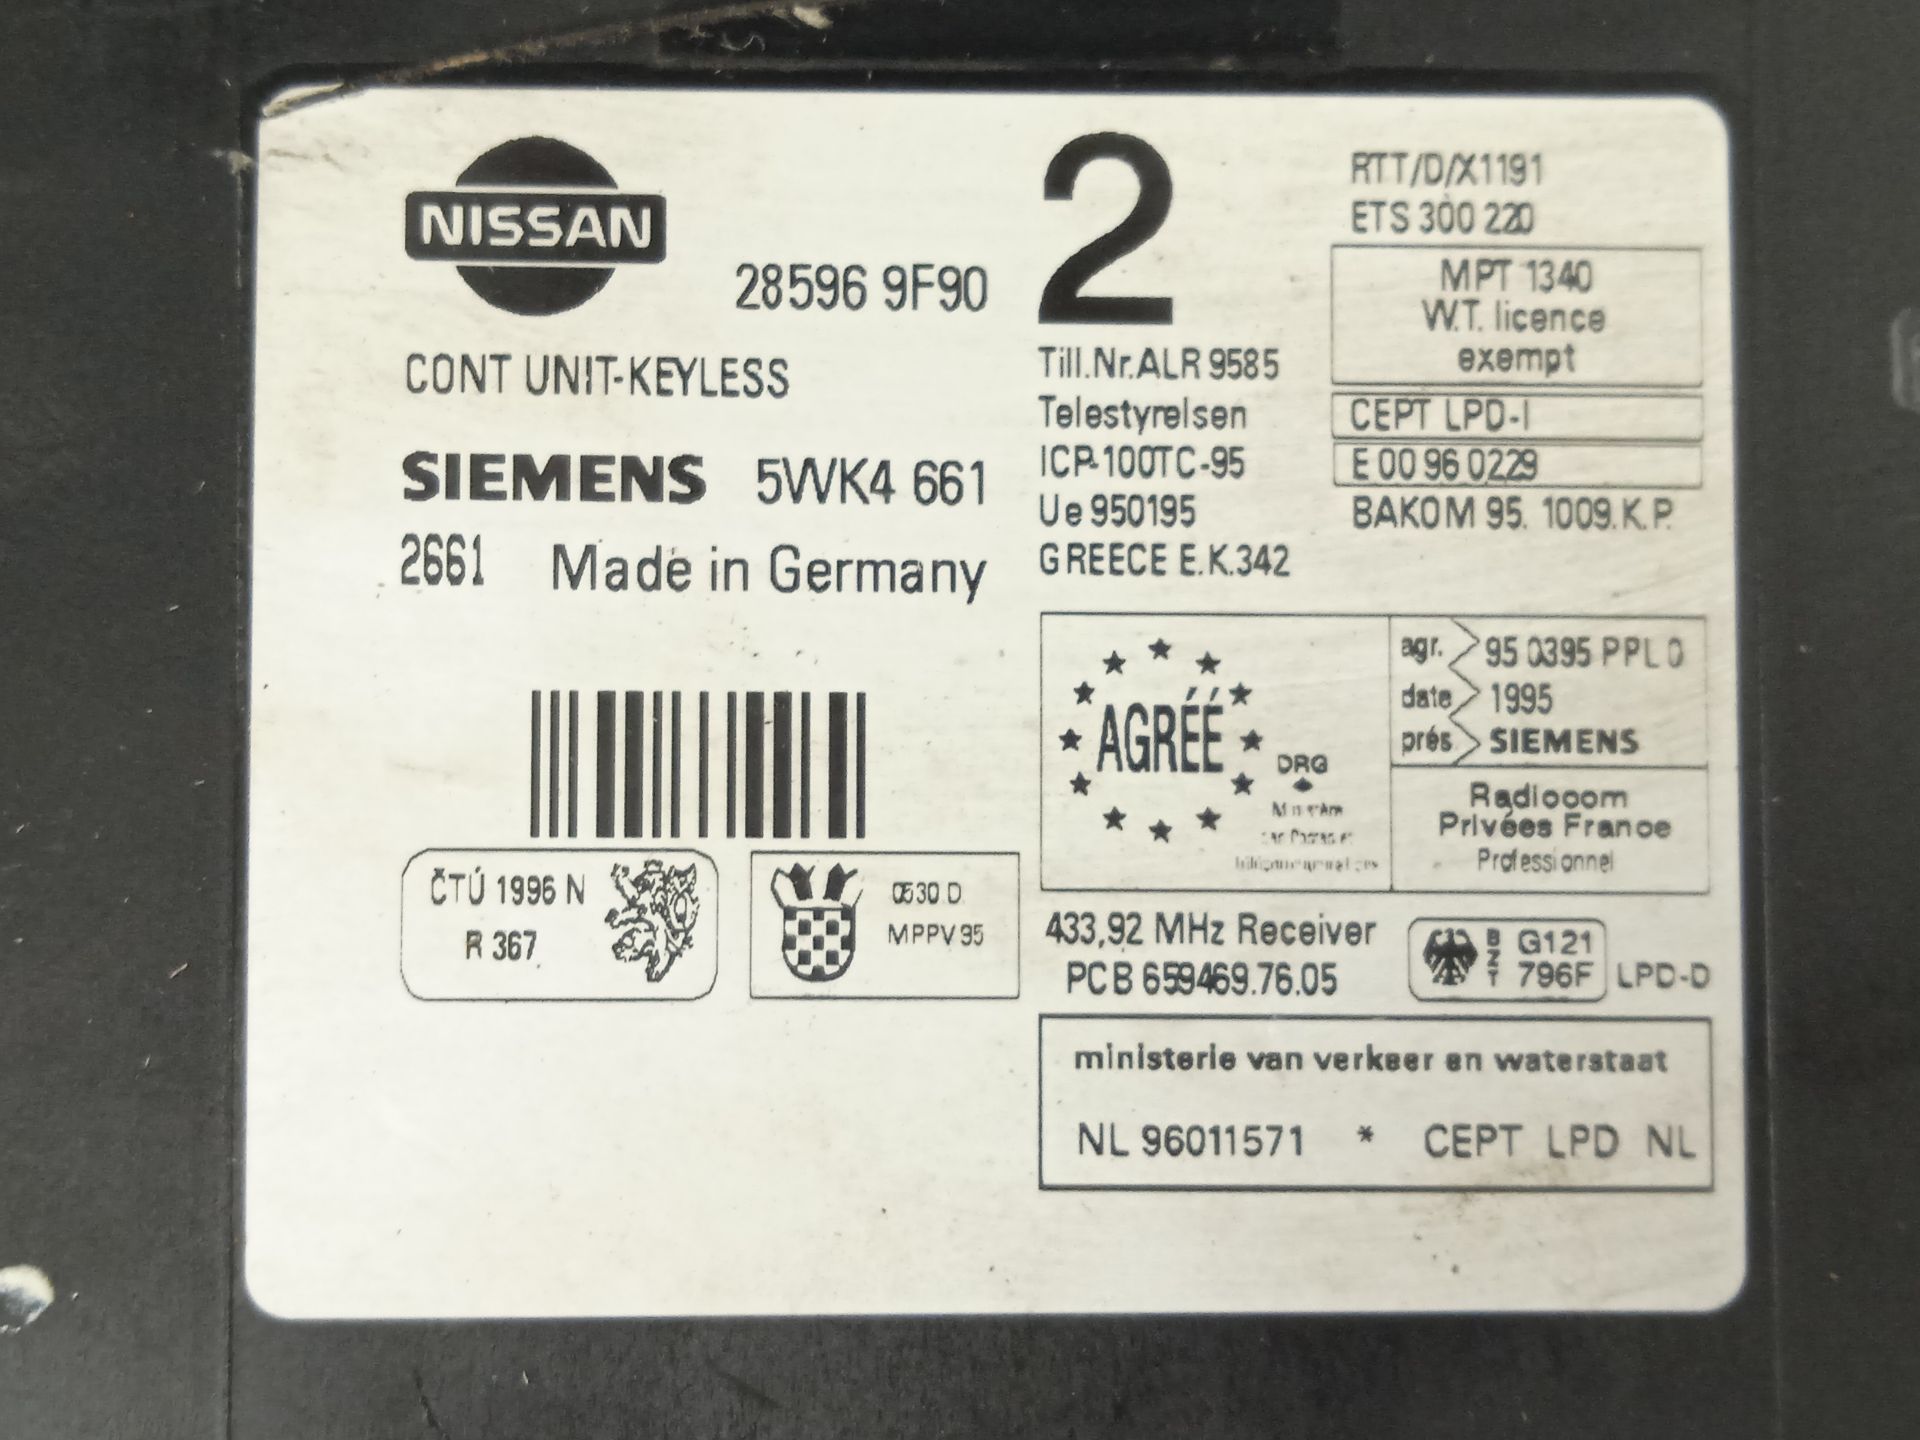 NISSAN
28596 9F90
CONT UNIT-KEYLESS
SIEMENS 5WK4 661
2661 Made in Germany
ČTÚ 1996 N
R 367
0530 D
MPPV 95
2
Till.Nr.ALR 9585
Telestyrelsen
ICP-100TC-95
Ue 950195
GREECE E.K.342
RTT/D/X1191
ETS 300 220
MPT 1340
W.T. licence
exempt
CEPT LPD-I
E 00 96 0229
BAKOM 95. 1009.K.P.
AGRÉÉ
DRG
Ministère
agr. 95 0395 PPL 0
date 1995
prés SIEMENS
Radiocom
Privées France
Professionnel
433,92 MHz Receiver
PCB 659469.76.05
BZT G121
796F LPD-D
ministerie van verkeer en waterstaat
NL 96011571 * CEPT LPD NL